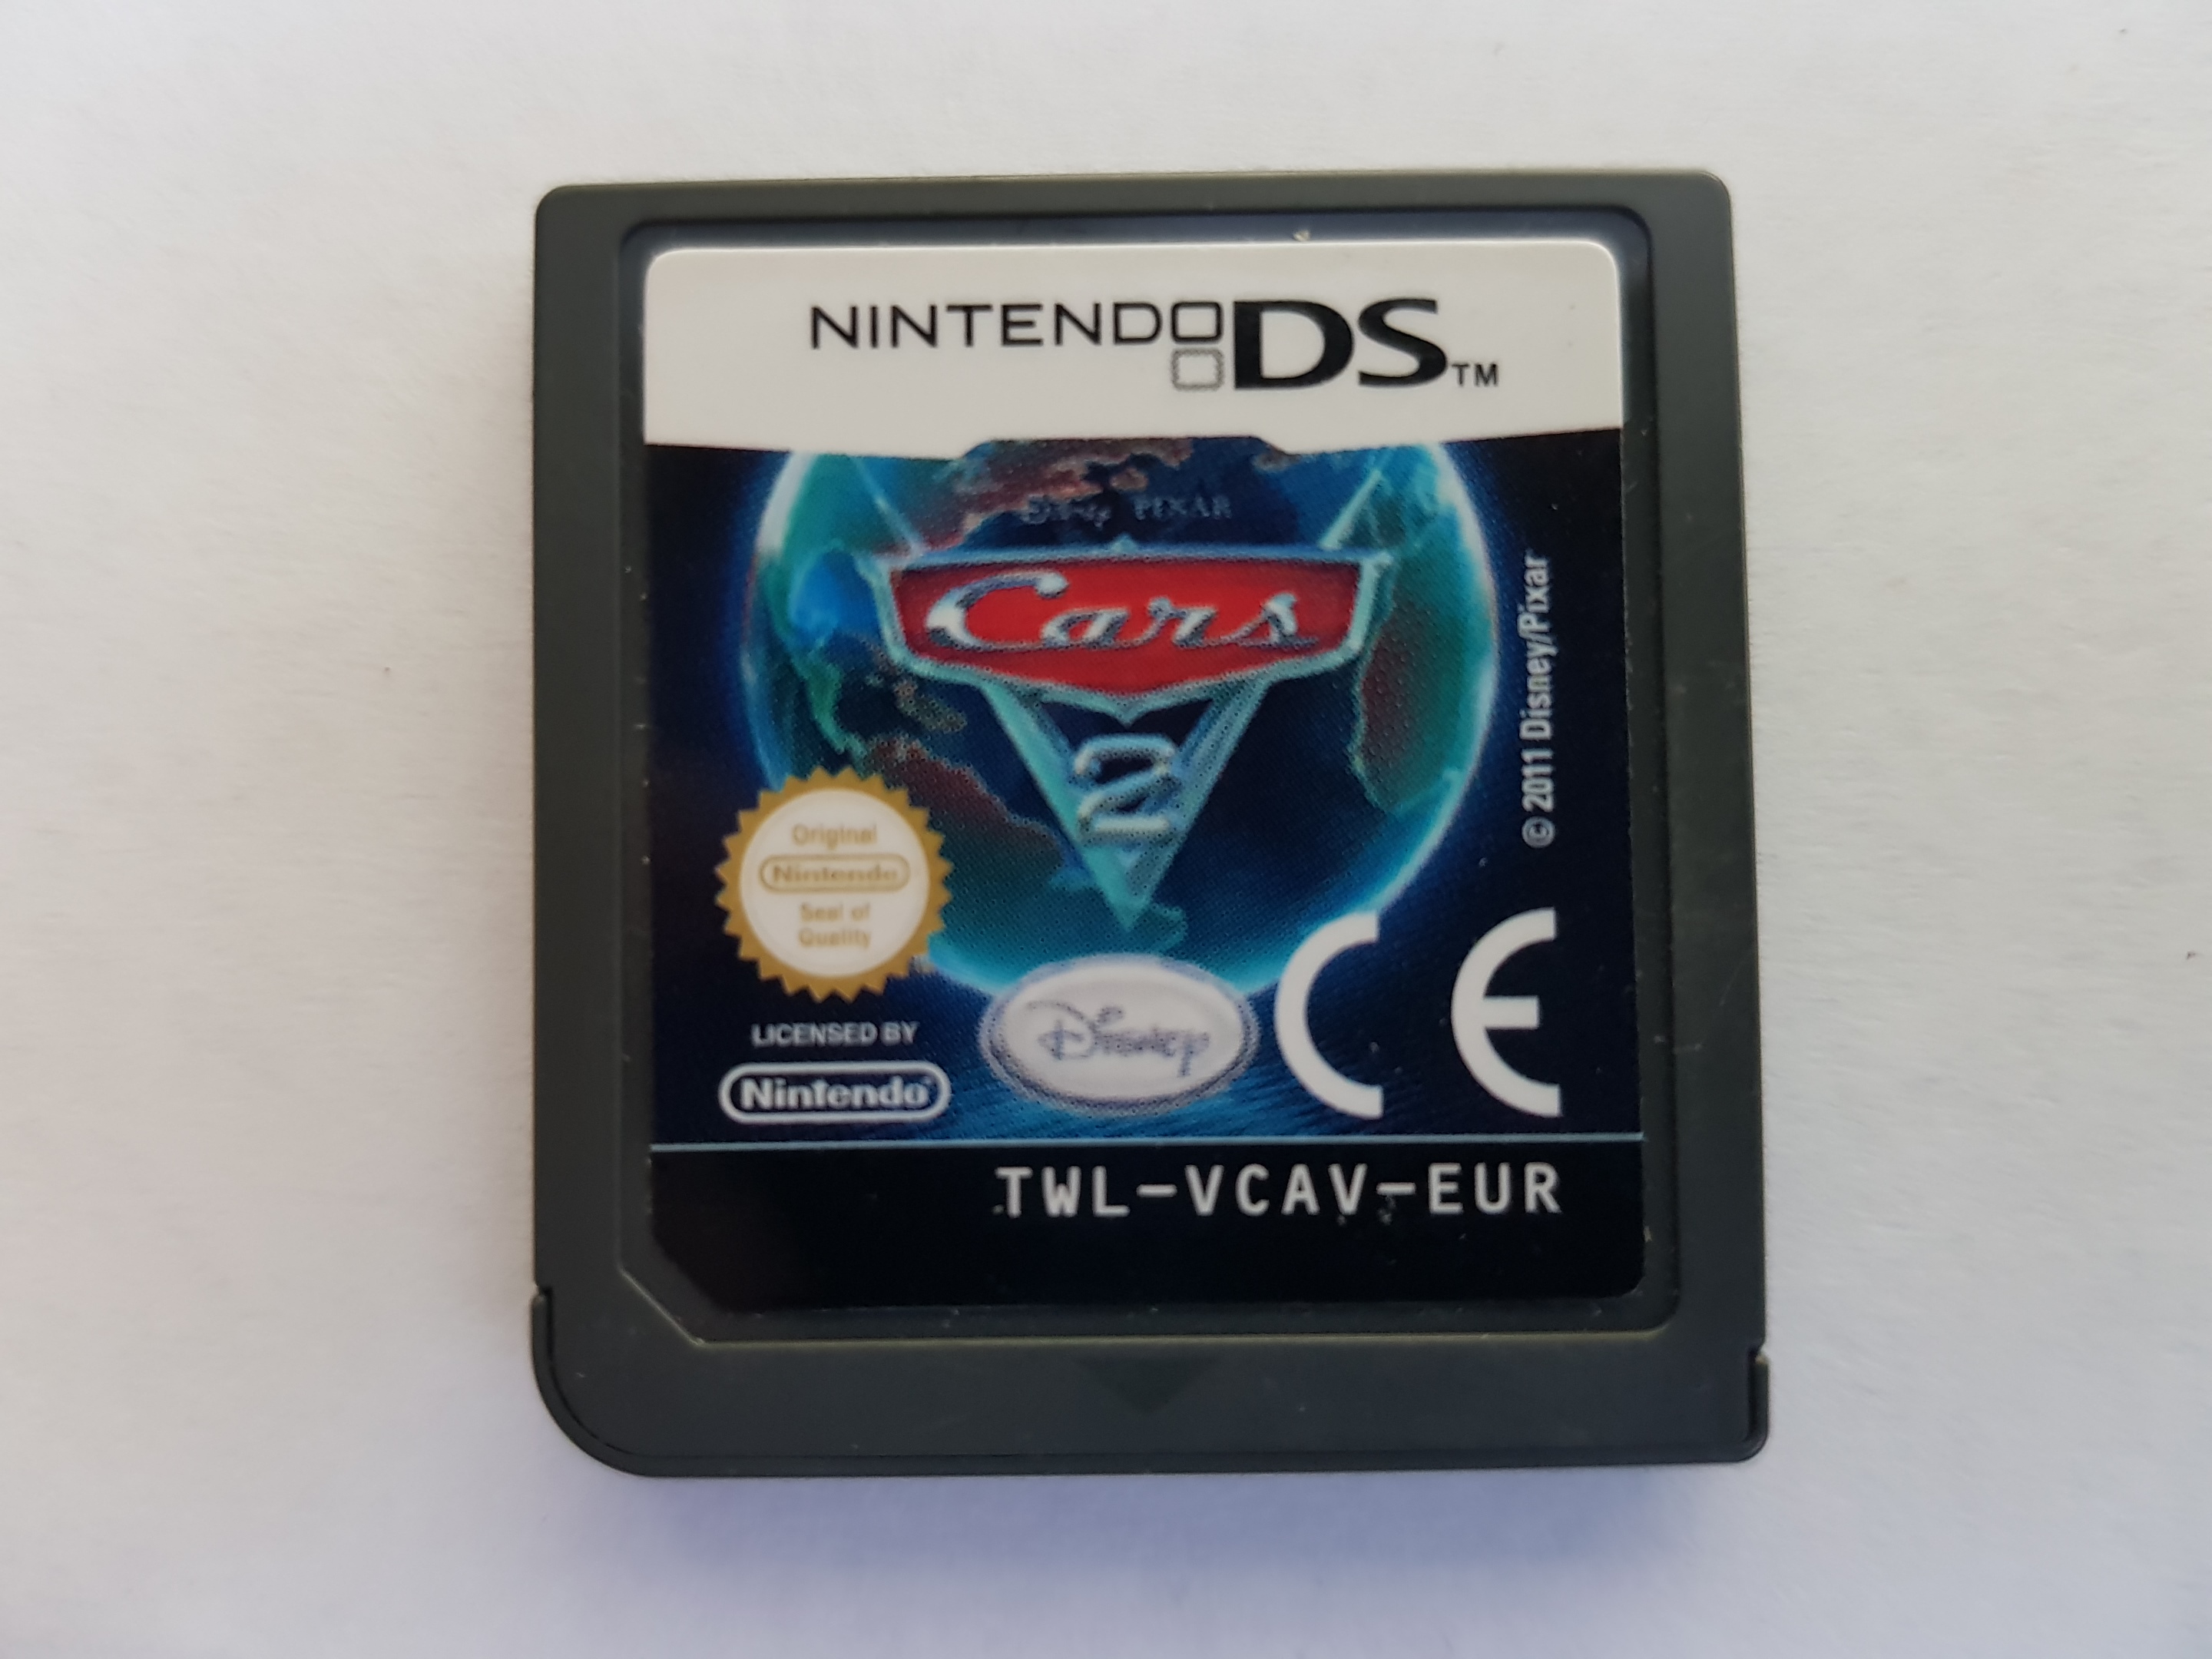 NINTENDO DS™
Disney PIXAR
Cars
2
© 2011 Disney/Pixar
Original
Nintendo
Seal of
Quality
LICENSED BY
Nintendo®
Disney
CE
TWL-VCAV-EUR